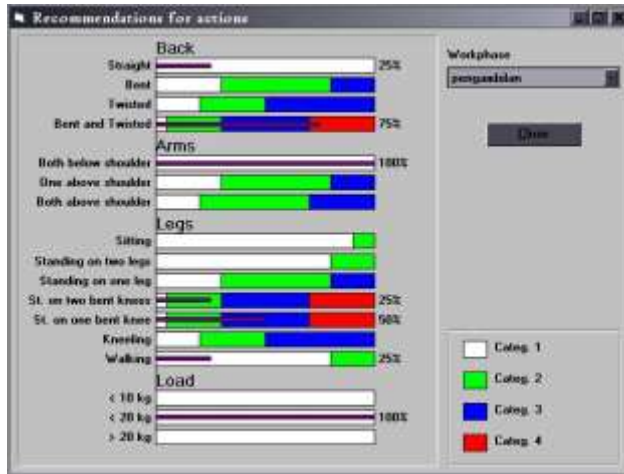 Recommendations for actions
Back
Straight 25%
Bent
Twisted
Bent and Twisted 75%
Arms
Both below shoulder 100%
One above shoulder
Both above shoulder
Legs
Sitting
Standing on two legs
Standing on one leg
St. on two bent knees 25%
St. on one bent knee 50%
Kneeling
Walking 25%
Load
< 10 kg
< 20 kg 100%
> 20 kg
Workphase
pengandolan
Close
Categ. 1
Categ. 2
Categ. 3
Categ. 4